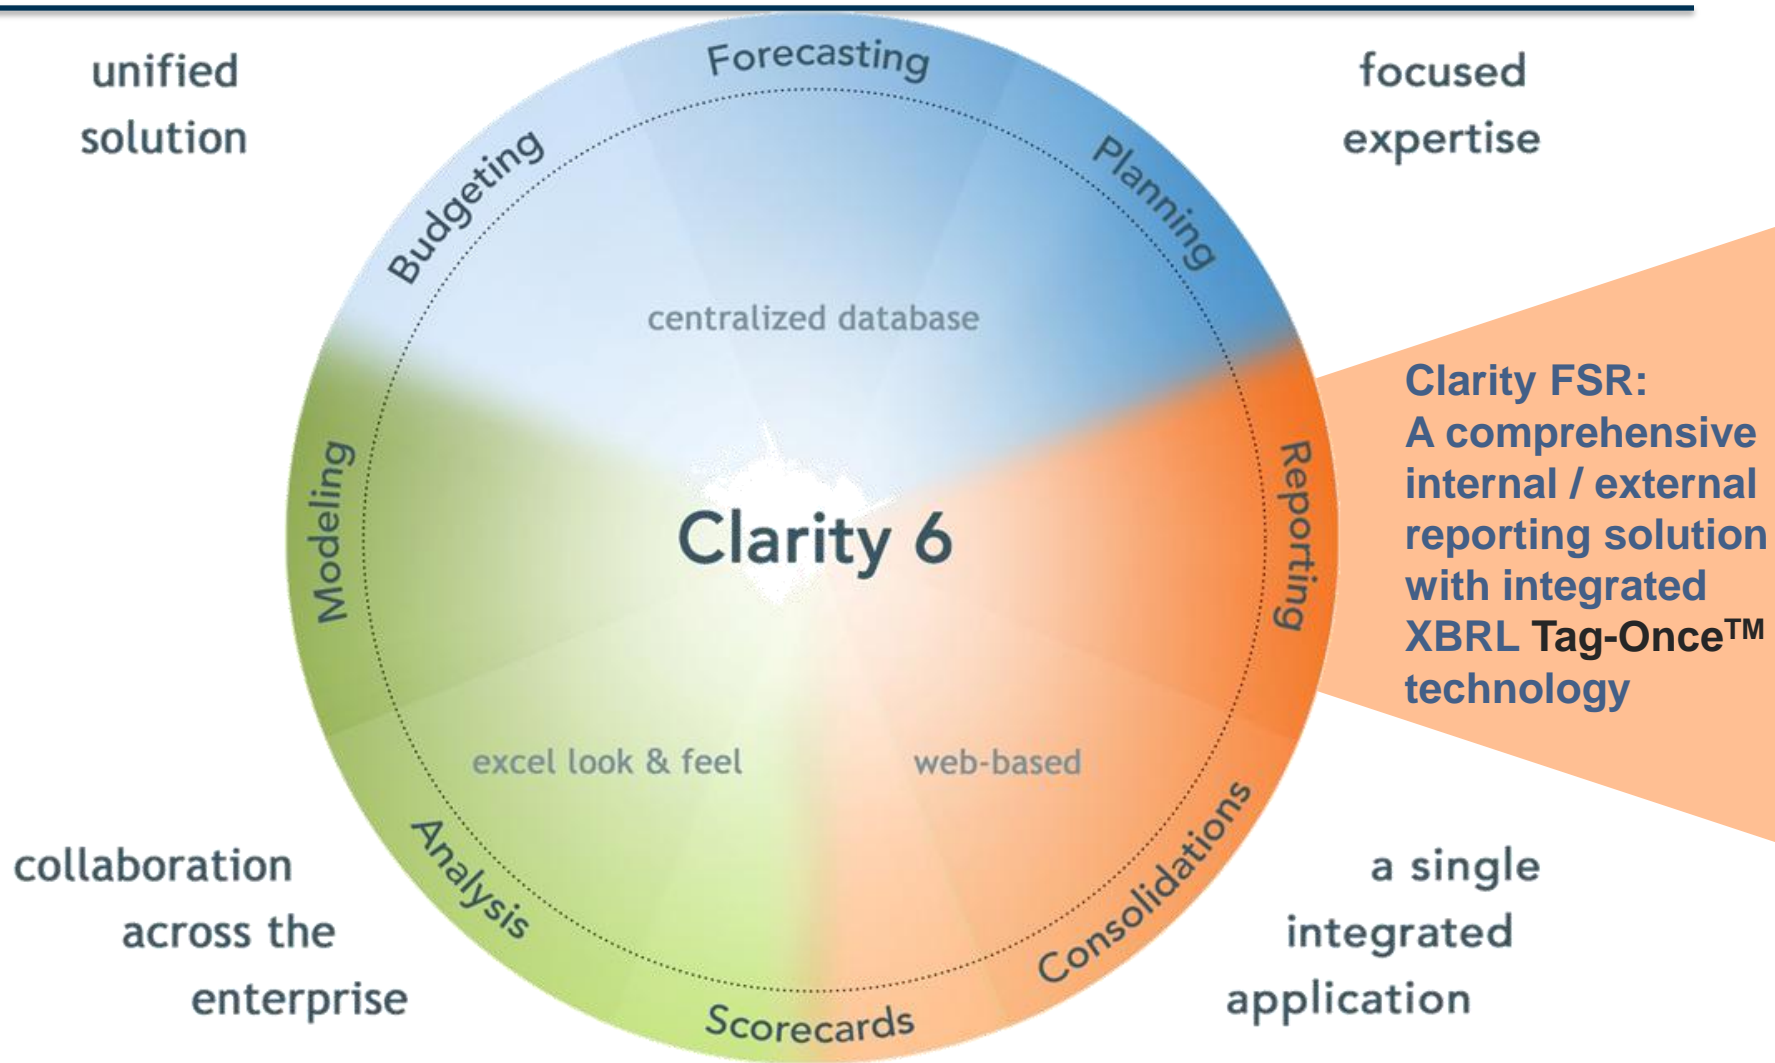 unified
solution
focused
expertise
Forecasting
Budgeting
Planning
centralized database
Clarity FSR:
A comprehensive
internal / external
reporting solution
with integrated
XBRL Tag-Once™
technology
Modeling
Clarity 6
Reporting
excel look & feel
web-based
Analysis
Consolidations
Scorecards
collaboration
across the
enterprise
a single
integrated
application